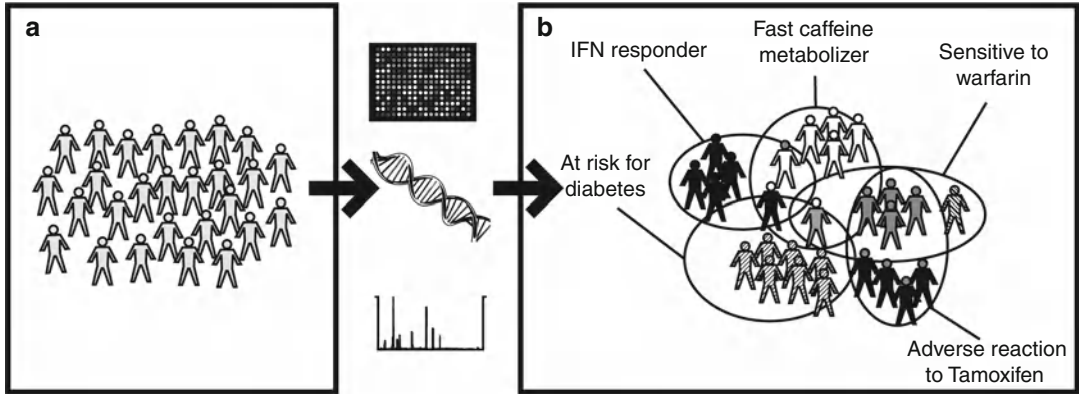 a
b
IFN responder
Fast caffeine
metabolizer
Sensitive to
warfarin
At risk for
diabetes
Adverse reaction
to Tamoxifen